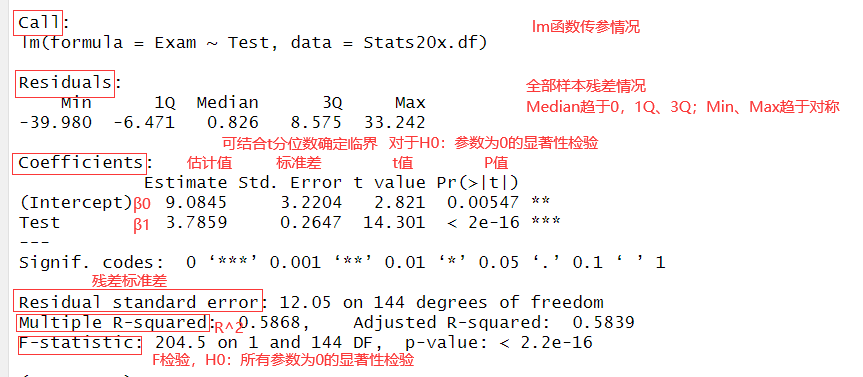 Call:
lm函数传参情况
lm(formula = Exam ~ Test, data = Stats20x.df)
Residuals:
全部样本残差情况
Min 1Q Median 3Q Max
Median趋于0，1Q、3Q；Min、Max趋于对称
-39.980 -6.471 0.826 8.575 33.242
可结合t分位数确定临界 对于H0：参数为0的显著性检验
Coefficients:
估计值 标准差 t值 P值
Estimate Std. Error t value Pr(>|t|)
(Intercept) β0 9.0845 3.2204 2.821 0.00547 **
Test β1 3.7859 0.2647 14.301 < 2e-16 ***
---
Signif. codes: 0 ‘***’ 0.001 ‘**’ 0.01 ‘*’ 0.05 ‘.’ 0.1 ‘ ’ 1
残差标准差
Residual standard error: 12.05 on 144 degrees of freedom
Multiple R-squared: R^2 0.5868, Adjusted R-squared: 0.5839
F-statistic: 204.5 on 1 and 144 DF, p-value: < 2.2e-16
F检验，H0：所有参数为0的显著性检验